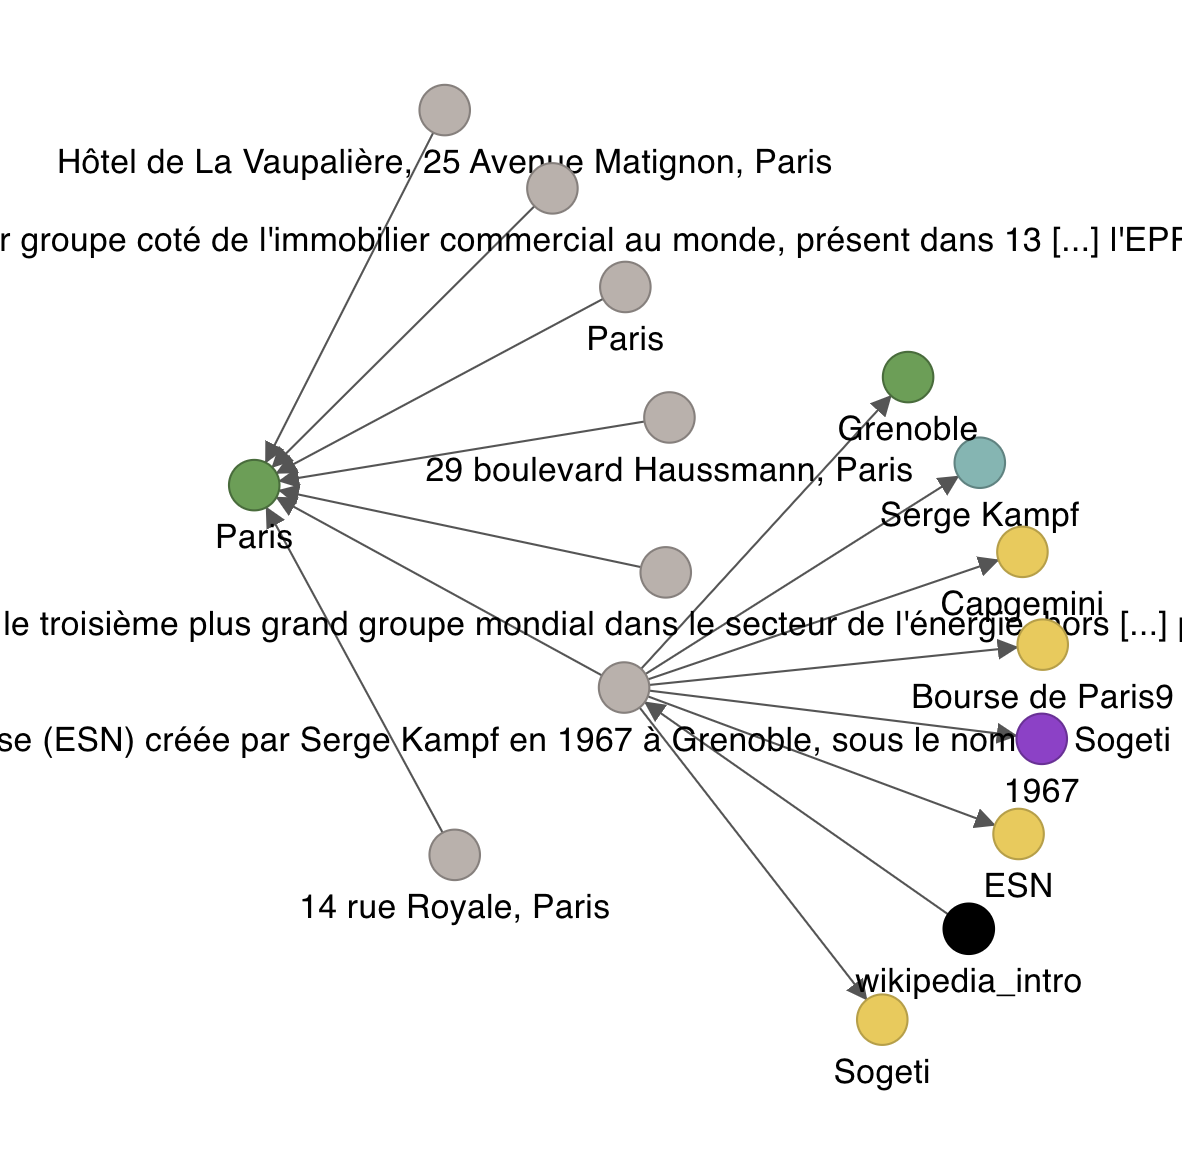 Hôtel de La Vaupalière, 25 Avenue Matignon, Paris
r groupe coté de l'immobilier commercial au monde, présent dans 13 [...] l'EPR
Paris
Grenoble
29 boulevard Haussmann, Paris
Serge Kampf
Paris
Capgemini
le troisième plus grand groupe mondial dans le secteur de l'énergie hors [...] p
Bourse de Paris9
se (ESN) créée par Serge Kampf en 1967 à Grenoble, sous le nom Sogeti
1967
ESN
14 rue Royale, Paris
wikipedia_intro
Sogeti